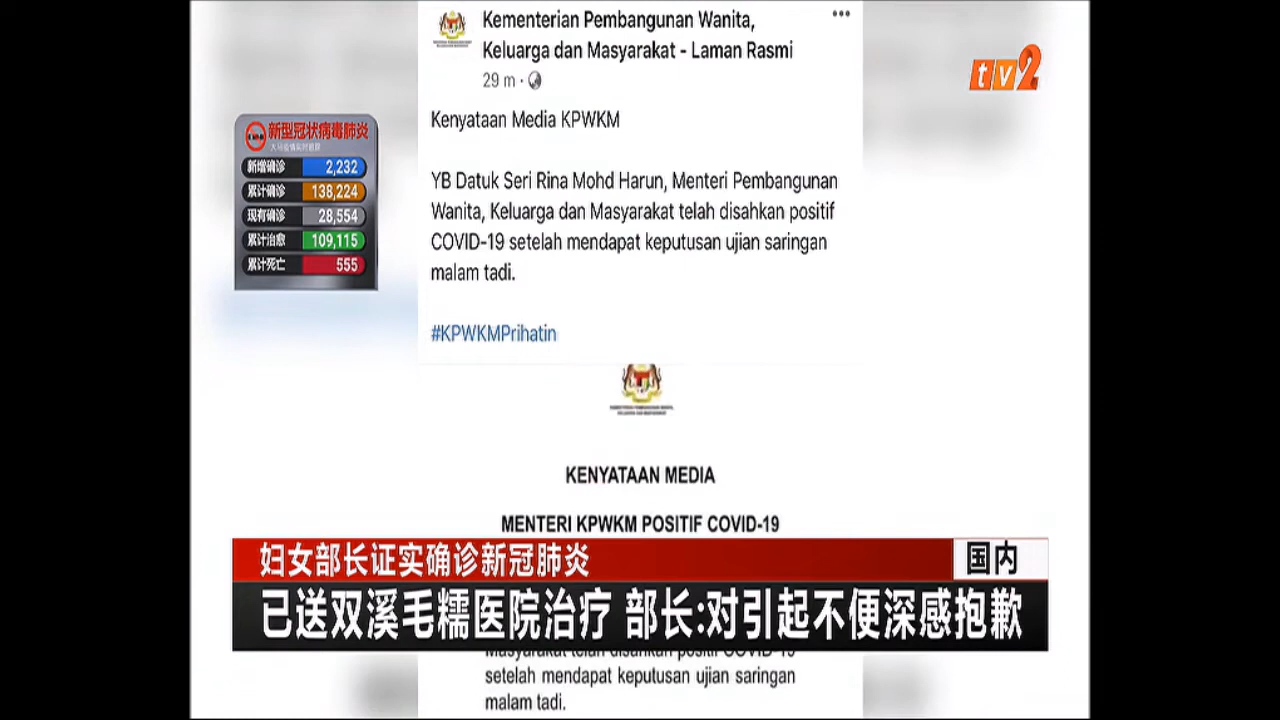 Kementerian Pembangunan Wanita,
Keluarga dan Masyarakat - Laman Rasmi
29 m ·
tv2
Kenyataan Media KPWKM
新型冠状病毒肺炎
新增确诊 2,232
累计确诊 138,224
现有确诊 28,554
累计治愈 109,115
累计死亡 555
YB Datuk Seri Rina Mohd Harun, Menteri Pembangunan
Wanita, Keluarga dan Masyarakat telah disahkan positif
COVID-19 setelah mendapat keputusan ujian saringan
malam tadi.
#KPWKMPrihatin
KENYATAAN MEDIA
MENTERI KPWKM POSITIF COVID-19
妇女部长证实确诊新冠肺炎
国内
已送双溪毛糯医院治疗 部长:对引起不便深感抱歉
Masyarakat telah disahkan positif COVID-19
setelah mendapat keputusan ujian saringan
malam tadi.